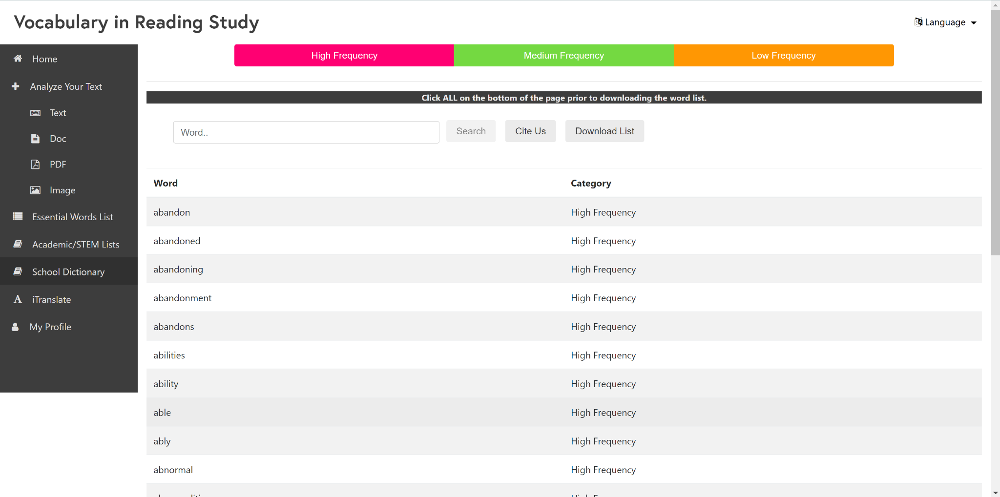 Vocabulary in Reading Study
Language
Home
Analyze Your Text
Text
Doc
PDF
Image
Essential Words List
Academic/STEM Lists
School Dictionary
iTranslate
My Profile
High Frequency Medium Frequency Low Frequency
Click ALL on the bottom of the page prior to downloading the word list.
Word.. Search Cite Us Download List
Word Category
abandon High Frequency
abandoned High Frequency
abandoning High Frequency
abandonment High Frequency
abandons High Frequency
abilities High Frequency
ability High Frequency
able High Frequency
ably High Frequency
abnormal High Frequency